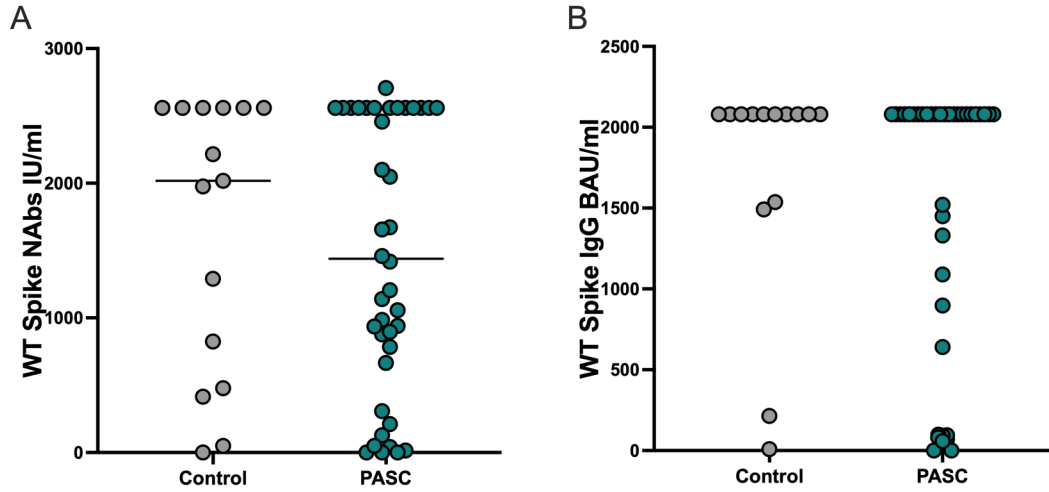 A
WT Spike NAbs IU/ml
3000
2000
1000
0
Control
PASC
B
WT Spike IgG BAU/ml
2500
2000
1500
1000
500
0
Control
PASC